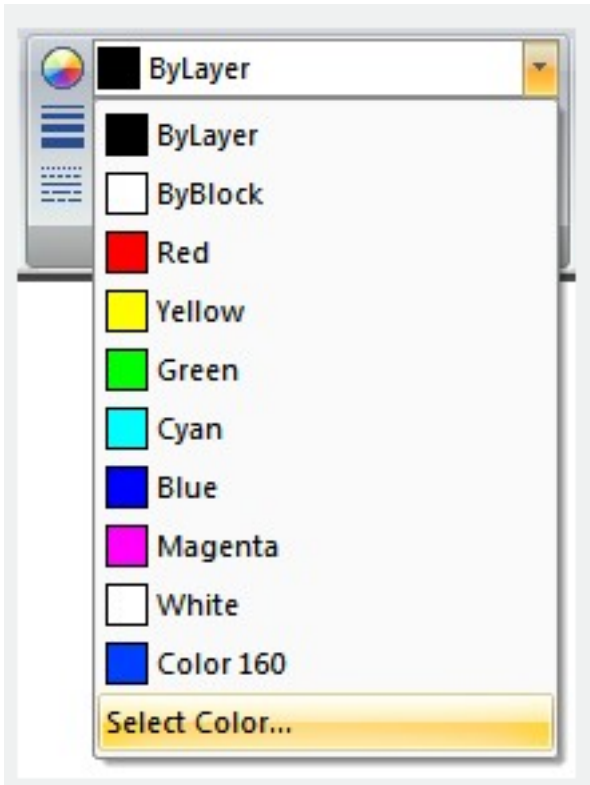 ByLayer
ByLayer
ByBlock
Red
Yellow
Green
Cyan
Blue
Magenta
White
Color 160
Select Color...